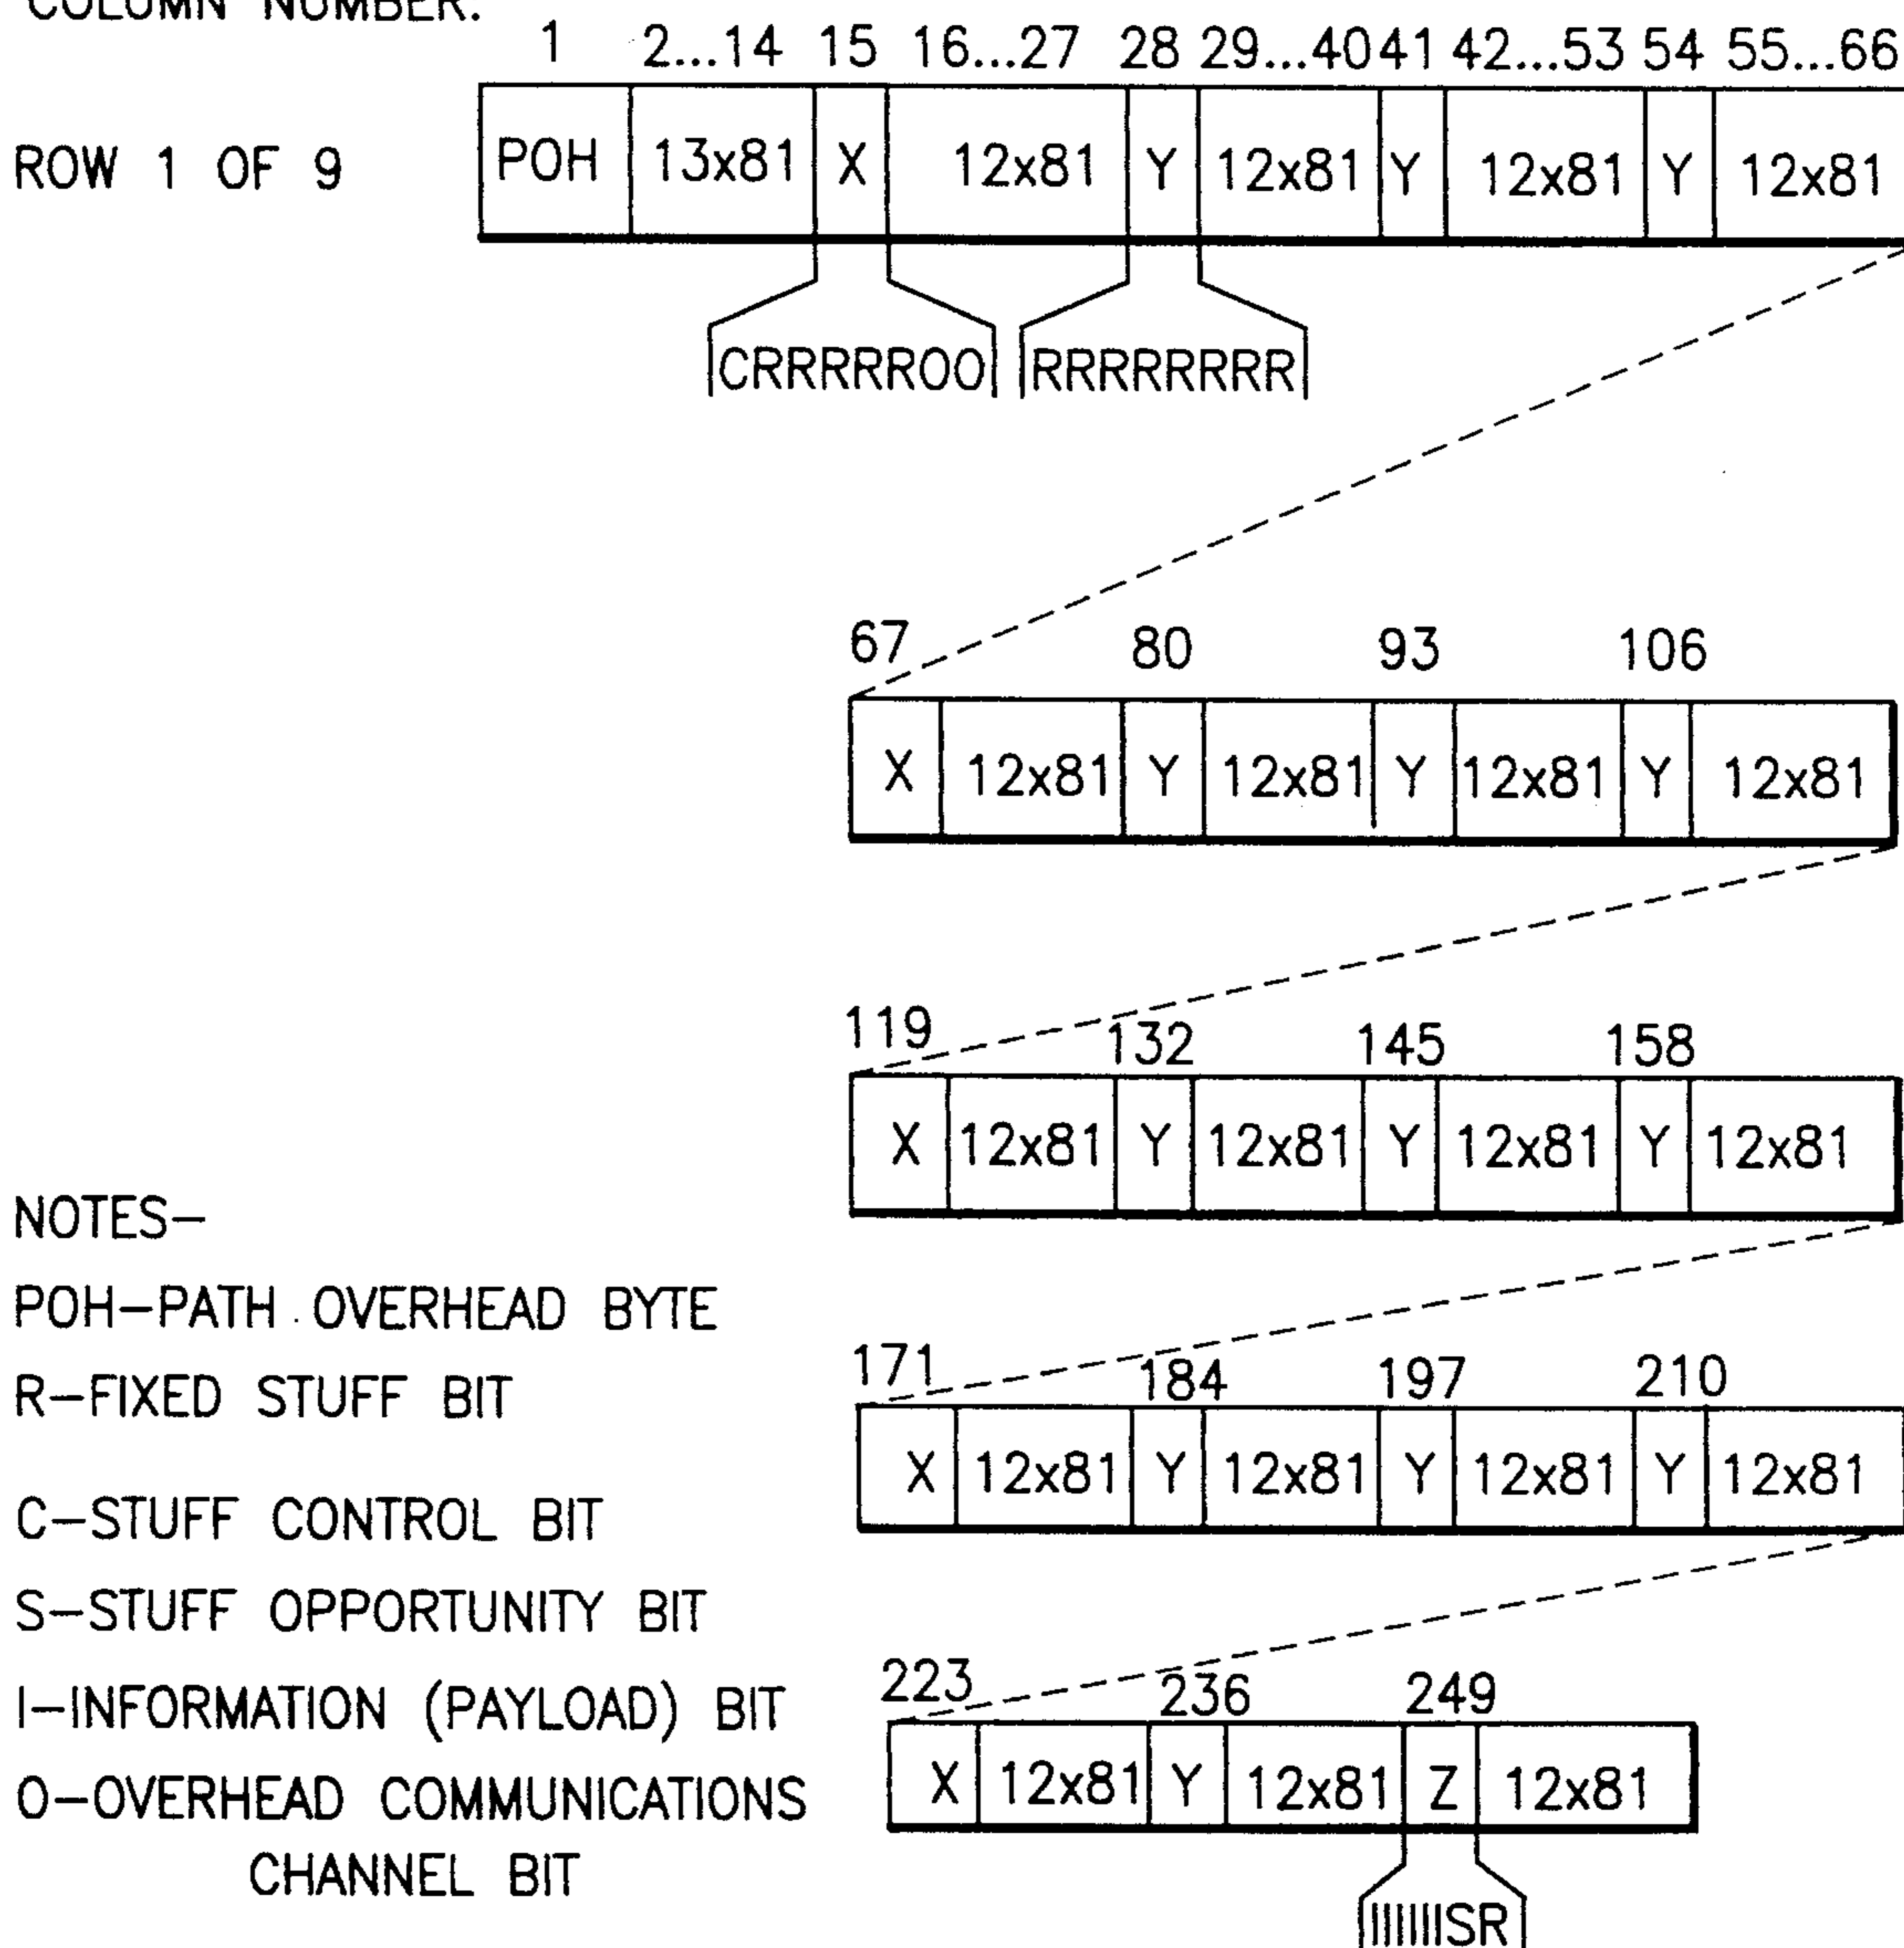 COLUMN NUMBER:
1 2...14 15 16...27 28 29...40 41 42...53 54 55...66
ROW 1 OF 9 POH 13x81 X 12x81 Y 12x81 Y 12x81 Y 12x81
CRRRRROO RRRRRRRR
67 80 93 106
X 12x81 Y 12x81 Y 12x81 Y 12x81
119 132 145 158
X 12x81 Y 12x81 Y 12x81 Y 12x81
171 184 197 210
X 12x81 Y 12x81 Y 12x81 Y 12x81
223 236 249
X 12x81 Y 12x81 Z 12x81
IIIIIISR
NOTES-
POH-PATH OVERHEAD BYTE
R-FIXED STUFF BIT
C-STUFF CONTROL BIT
S-STUFF OPPORTUNITY BIT
I-INFORMATION (PAYLOAD) BIT
O-OVERHEAD COMMUNICATIONS
CHANNEL BIT